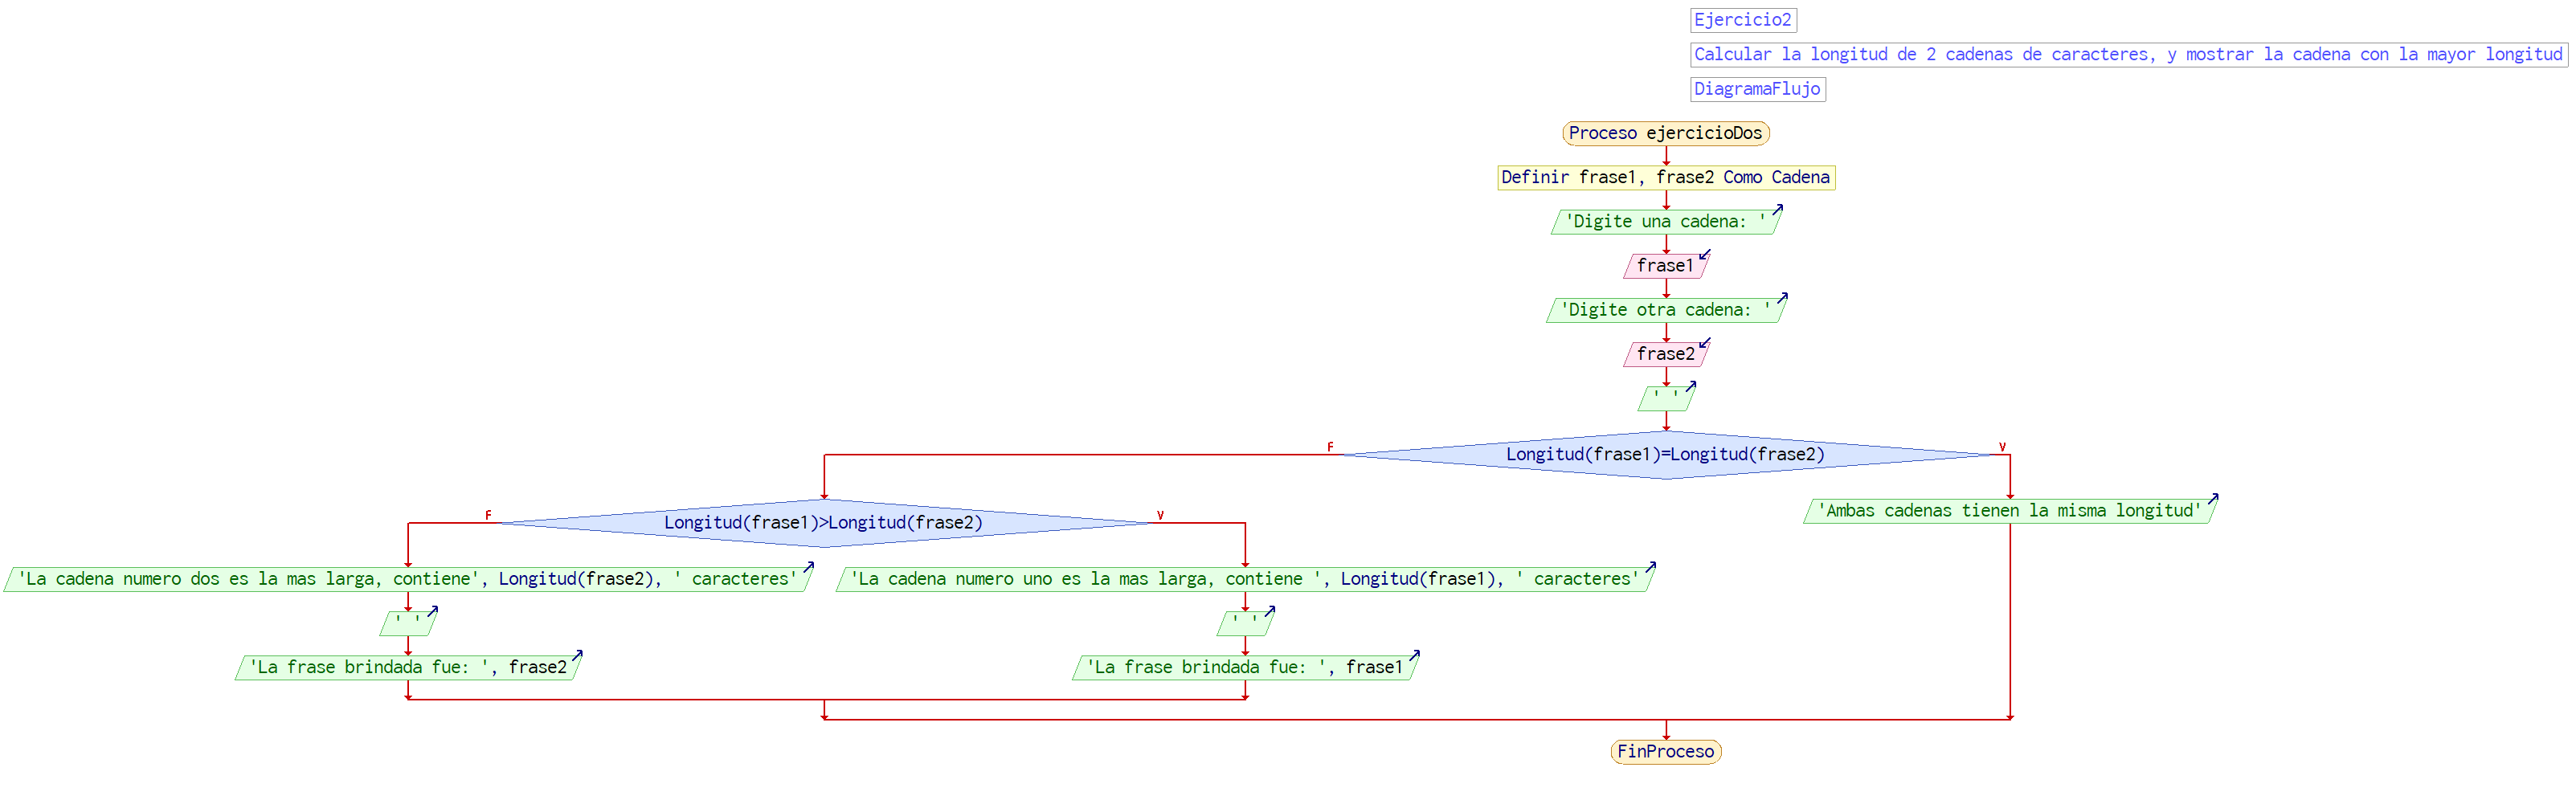 Ejercicio2
Calcular la longitud de 2 cadenas de caracteres, y mostrar la cadena con la mayor longitud
DiagramaFlujo
Proceso ejercicioDos
Definir frase1, frase2 Como Cadena
'Digite una cadena: '
frase1
'Digite otra cadena: '
frase2
' '
F
V
Longitud(frase1)=Longitud(frase2)
F
V
Longitud(frase1)>Longitud(frase2)
'Ambas cadenas tienen la misma longitud'
'La cadena numero dos es la mas larga, contiene', Longitud(frase2), ' caracteres'
'La cadena numero uno es la mas larga, contiene ', Longitud(frase1), ' caracteres'
' '
' '
'La frase brindada fue: ', frase2
'La frase brindada fue: ', frase1
FinProceso